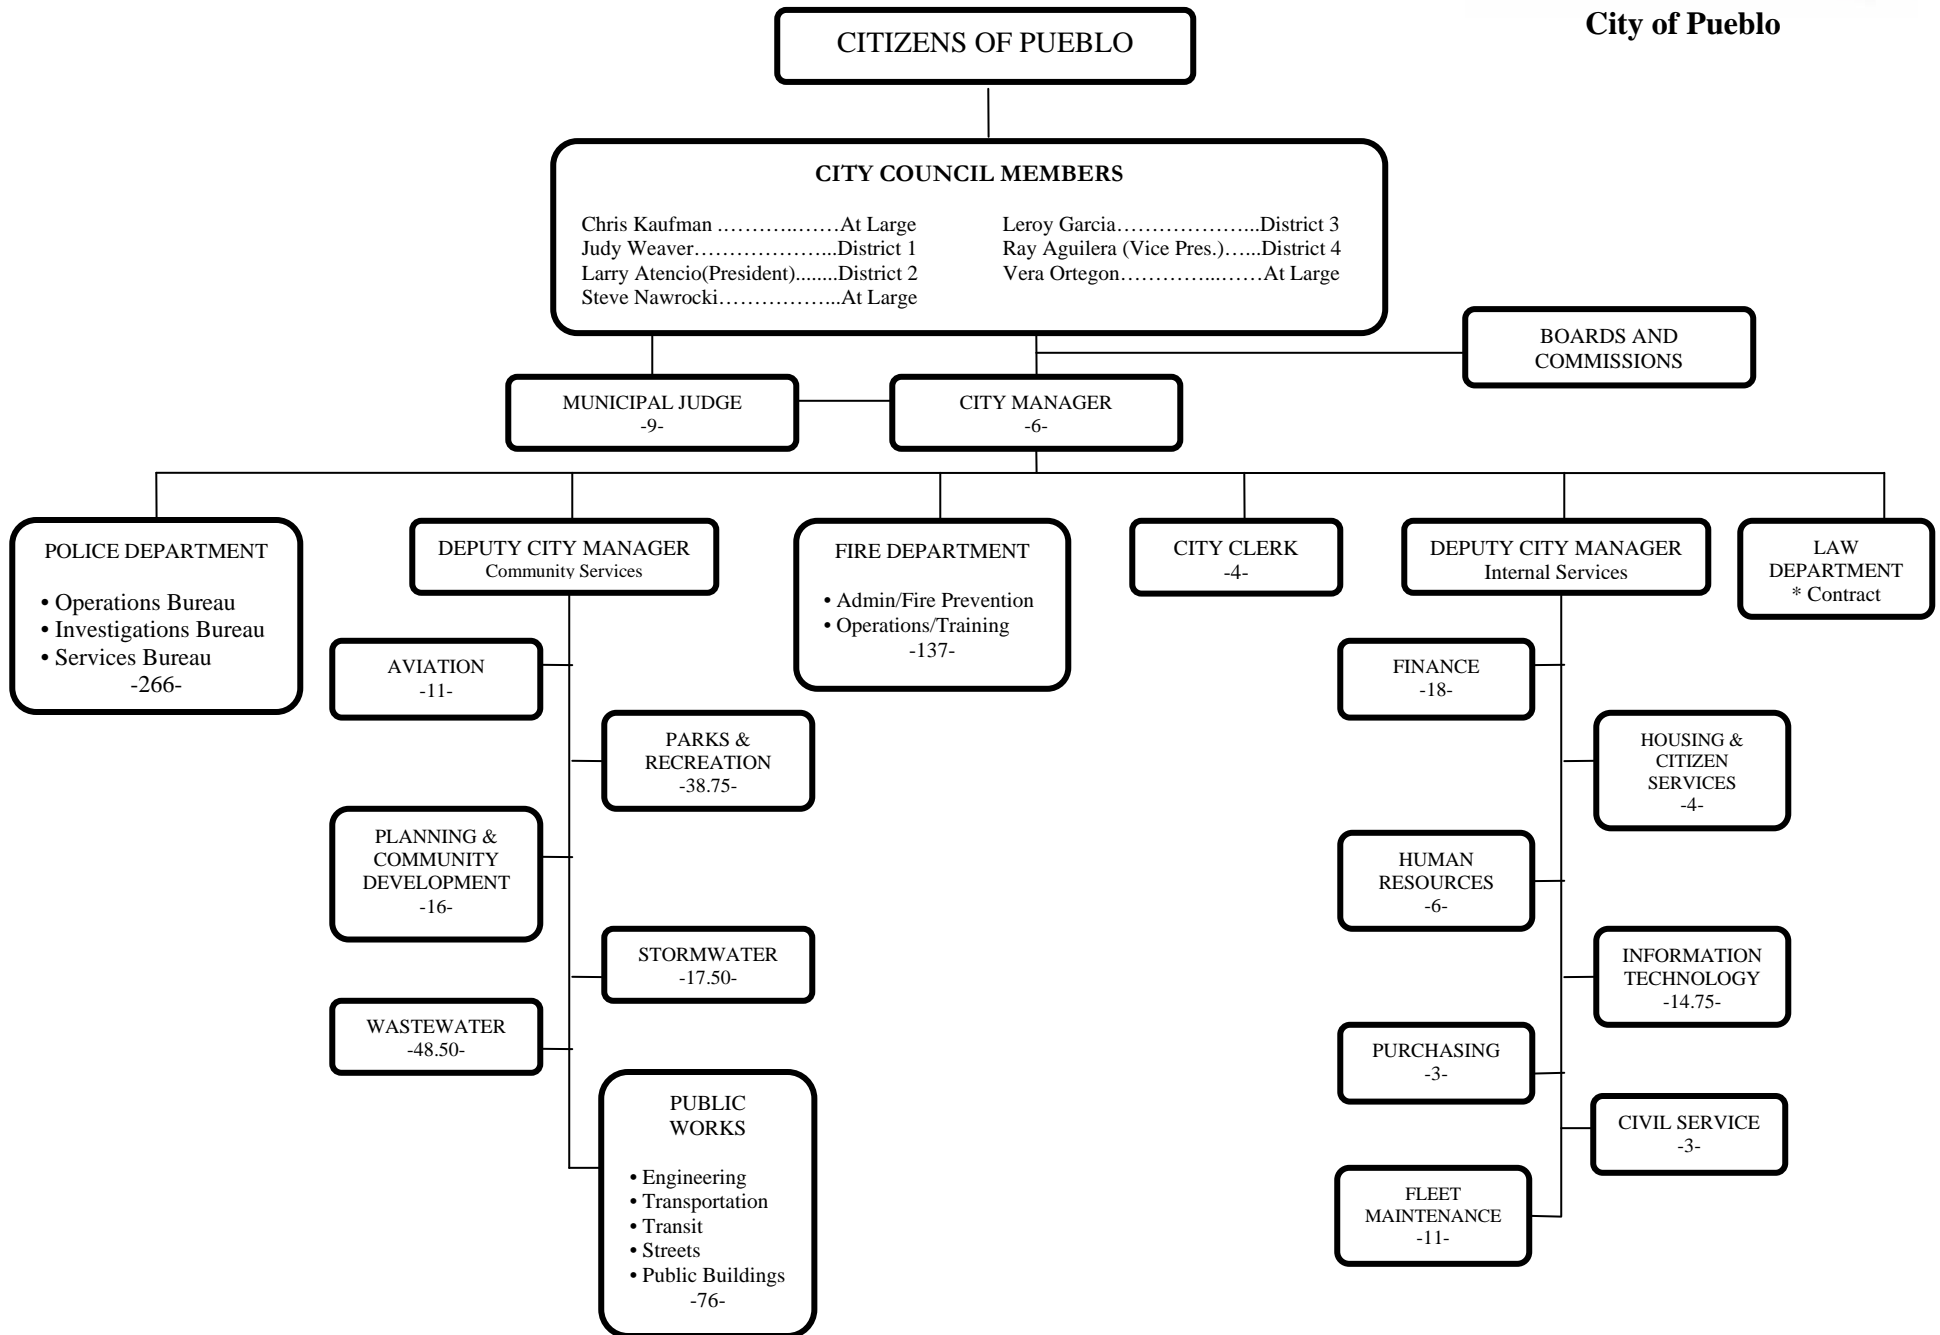 City of Pueblo
CITIZENS OF PUEBLO
CITY COUNCIL MEMBERS
Chris Kaufman ………….……At Large
Judy Weaver………………...District 1
Larry Atencio(President)........District 2
Steve Nawrocki……………...At Large
Leroy Garcia………………...District 3
Ray Aguilera (Vice Pres.)…...District 4
Vera Ortegon…………...……At Large
BOARDS AND
COMMISSIONS
MUNICIPAL JUDGE
-9-
CITY MANAGER
-6-
POLICE DEPARTMENT
• Operations Bureau
• Investigations Bureau
• Services Bureau
-266-
DEPUTY CITY MANAGER
Community Services
FIRE DEPARTMENT
• Admin/Fire Prevention
• Operations/Training
-137-
CITY CLERK
-4-
DEPUTY CITY MANAGER
Internal Services
LAW
DEPARTMENT
* Contract
AVIATION
-11-
PARKS &
RECREATION
-38.75-
PLANNING &
COMMUNITY
DEVELOPMENT
-16-
STORMWATER
-17.50-
WASTEWATER
-48.50-
PUBLIC
WORKS
• Engineering
• Transportation
• Transit
• Streets
• Public Buildings
-76-
FINANCE
-18-
HOUSING &
CITIZEN
SERVICES
-4-
HUMAN
RESOURCES
-6-
INFORMATION
TECHNOLOGY
-14.75-
PURCHASING
-3-
CIVIL SERVICE
-3-
FLEET
MAINTENANCE
-11-